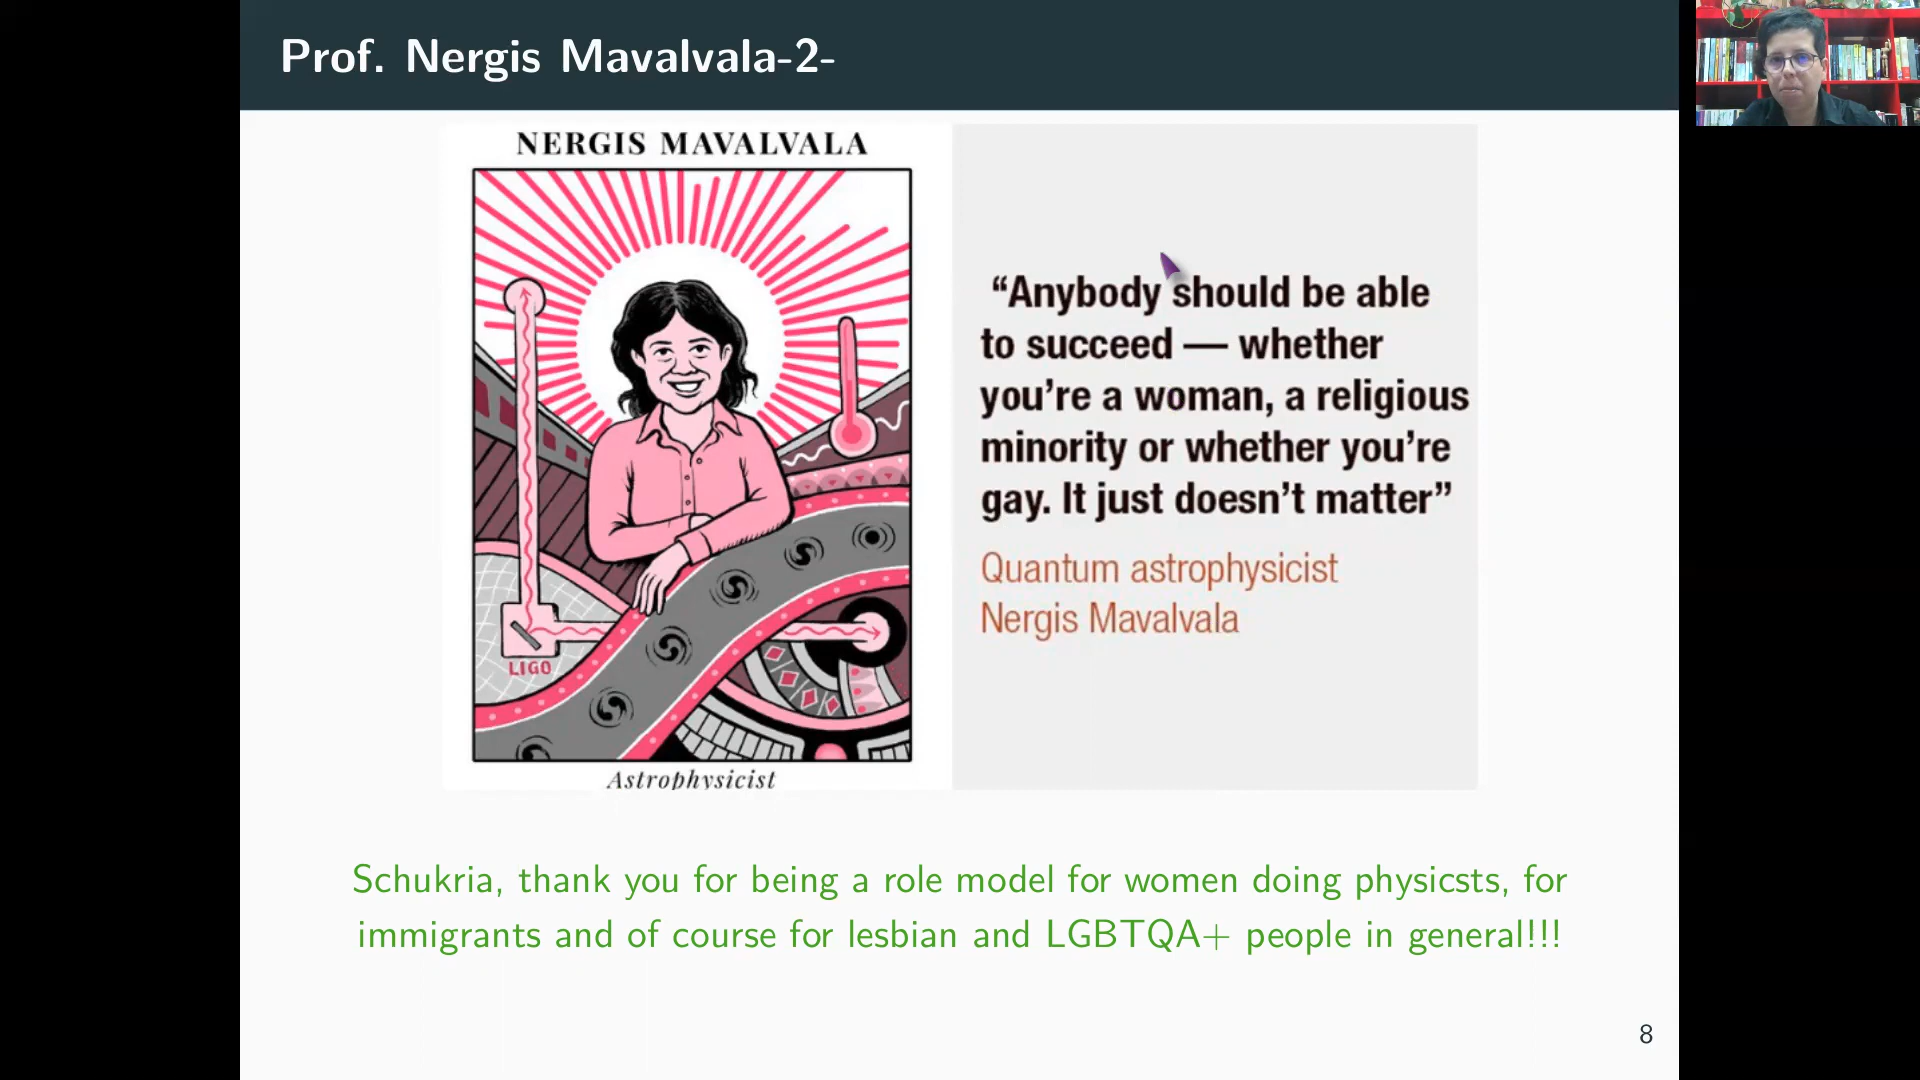 Prof. Nergis Mavalvala-2-
NERGIS MAVALVALA
LIGO
Astrophysicist
“Anybody should be able
to succeed — whether
you’re a woman, a religious
minority or whether you’re
gay. It just doesn’t matter”
Quantum astrophysicist
Nergis Mavalvala
Schukria, thank you for being a role model for women doing physicsts, for
immigrants and of course for lesbian and LGBTQA+ people in general!!!
8